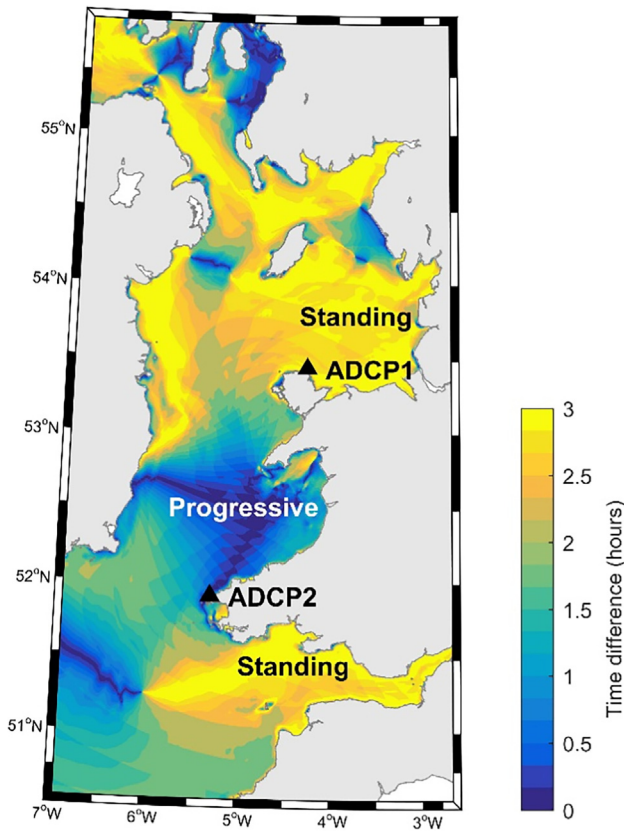 55°N
54°N
Standing
ADCP1
53°N
Progressive
52°N
ADCP2
Standing
51°N
7°W
6°W
5°W
4°W
3°W
3
2.5
2
1.5
1
0.5
0
Time difference (hours)